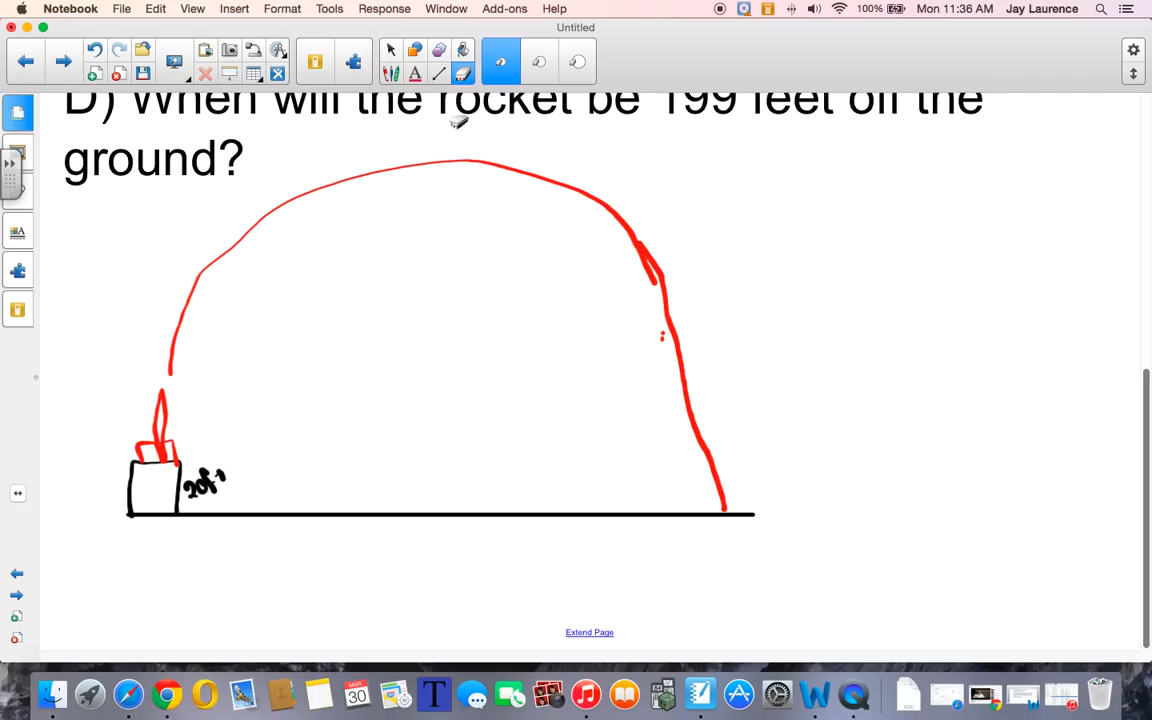 Notebook File Edit View Insert Format Tools Response Window Add-ons Help 100% Mon 11:36 AM Jay Laurence
Untitled
D) When will the rocket be 199 feet off the
ground?
20ft
Extend Page